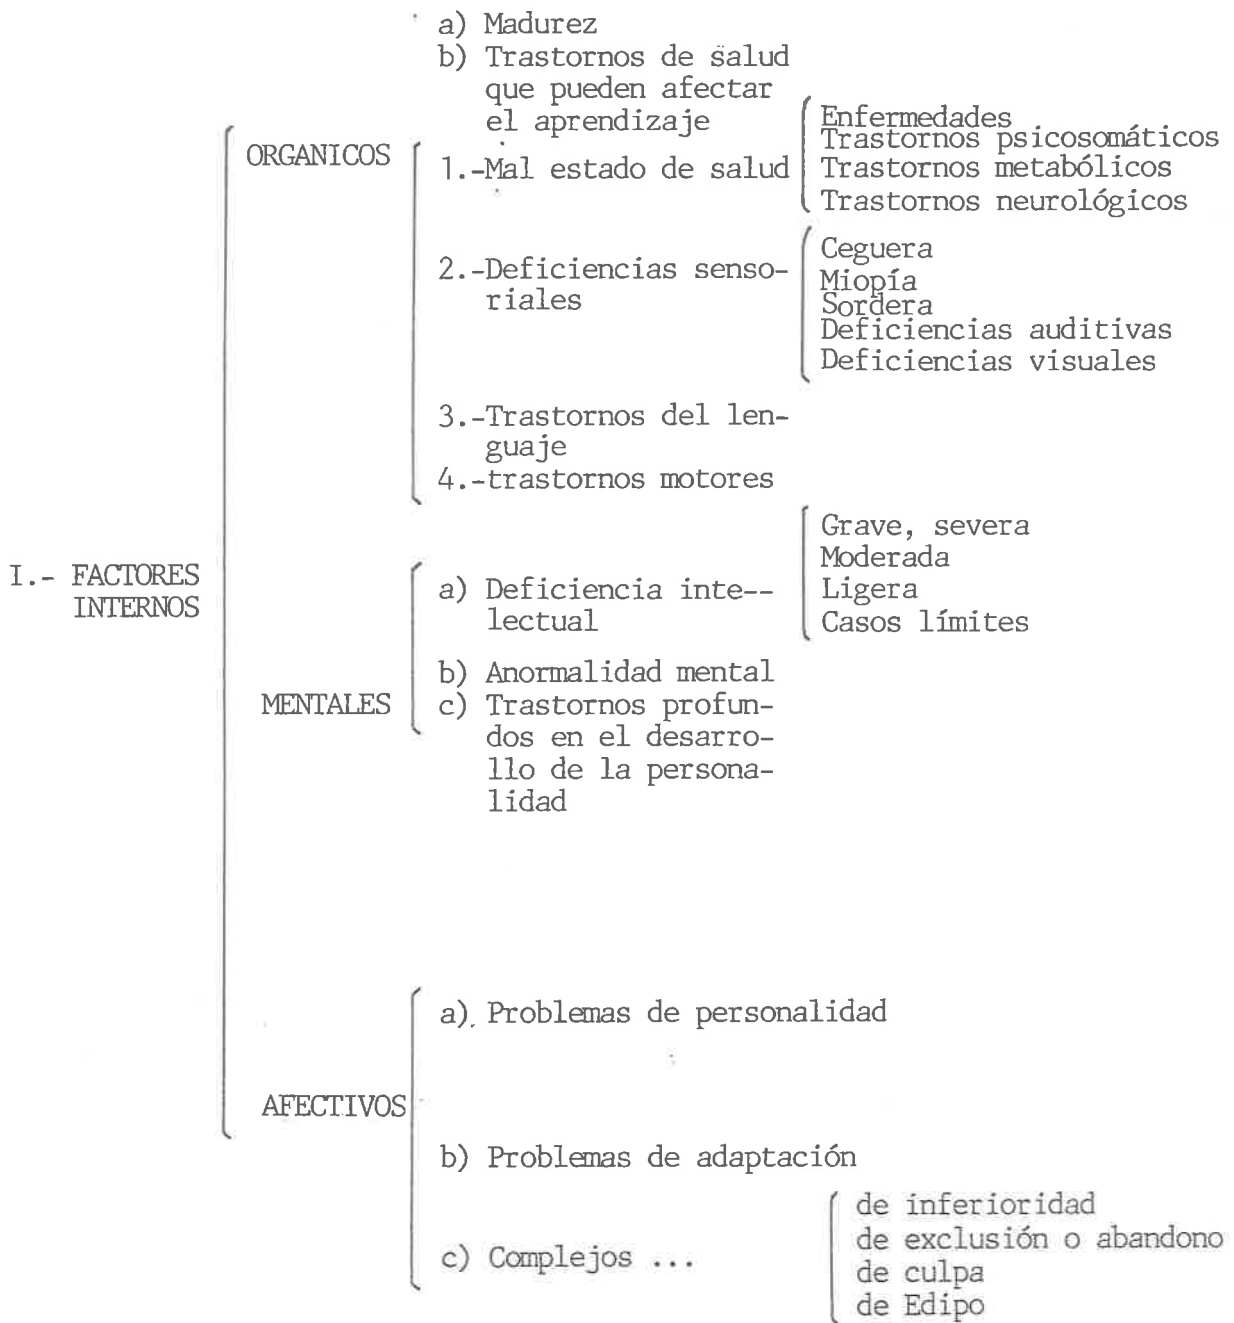 a) Madurez
b) Trastornos de salud
que pueden afectar
el aprendizaje
ORGANICOS
1.-Mal estado de salud
Enfermedades
Trastornos psicosomáticos
Trastornos metabólicos
Trastornos neurológicos
2.-Deficiencias senso-
riales
Ceguera
Miopía
Sordera
Deficiencias auditivas
Deficiencias visuales
3.-Trastornos del len-
guaje
4.-trastornos motores
I.- FACTORES
INTERNOS
MENTALES
a) Deficiencia inte--
lectual
Grave, severa
Moderada
Ligera
Casos límites
b) Anormalidad mental
c) Trastornos profun-
dos en el desarro-
llo de la persona-
lidad
AFECTIVOS
a) Problemas de personalidad
b) Problemas de adaptación
c) Complejos ...
de inferioridad
de exclusión o abandono
de culpa
de Edipo